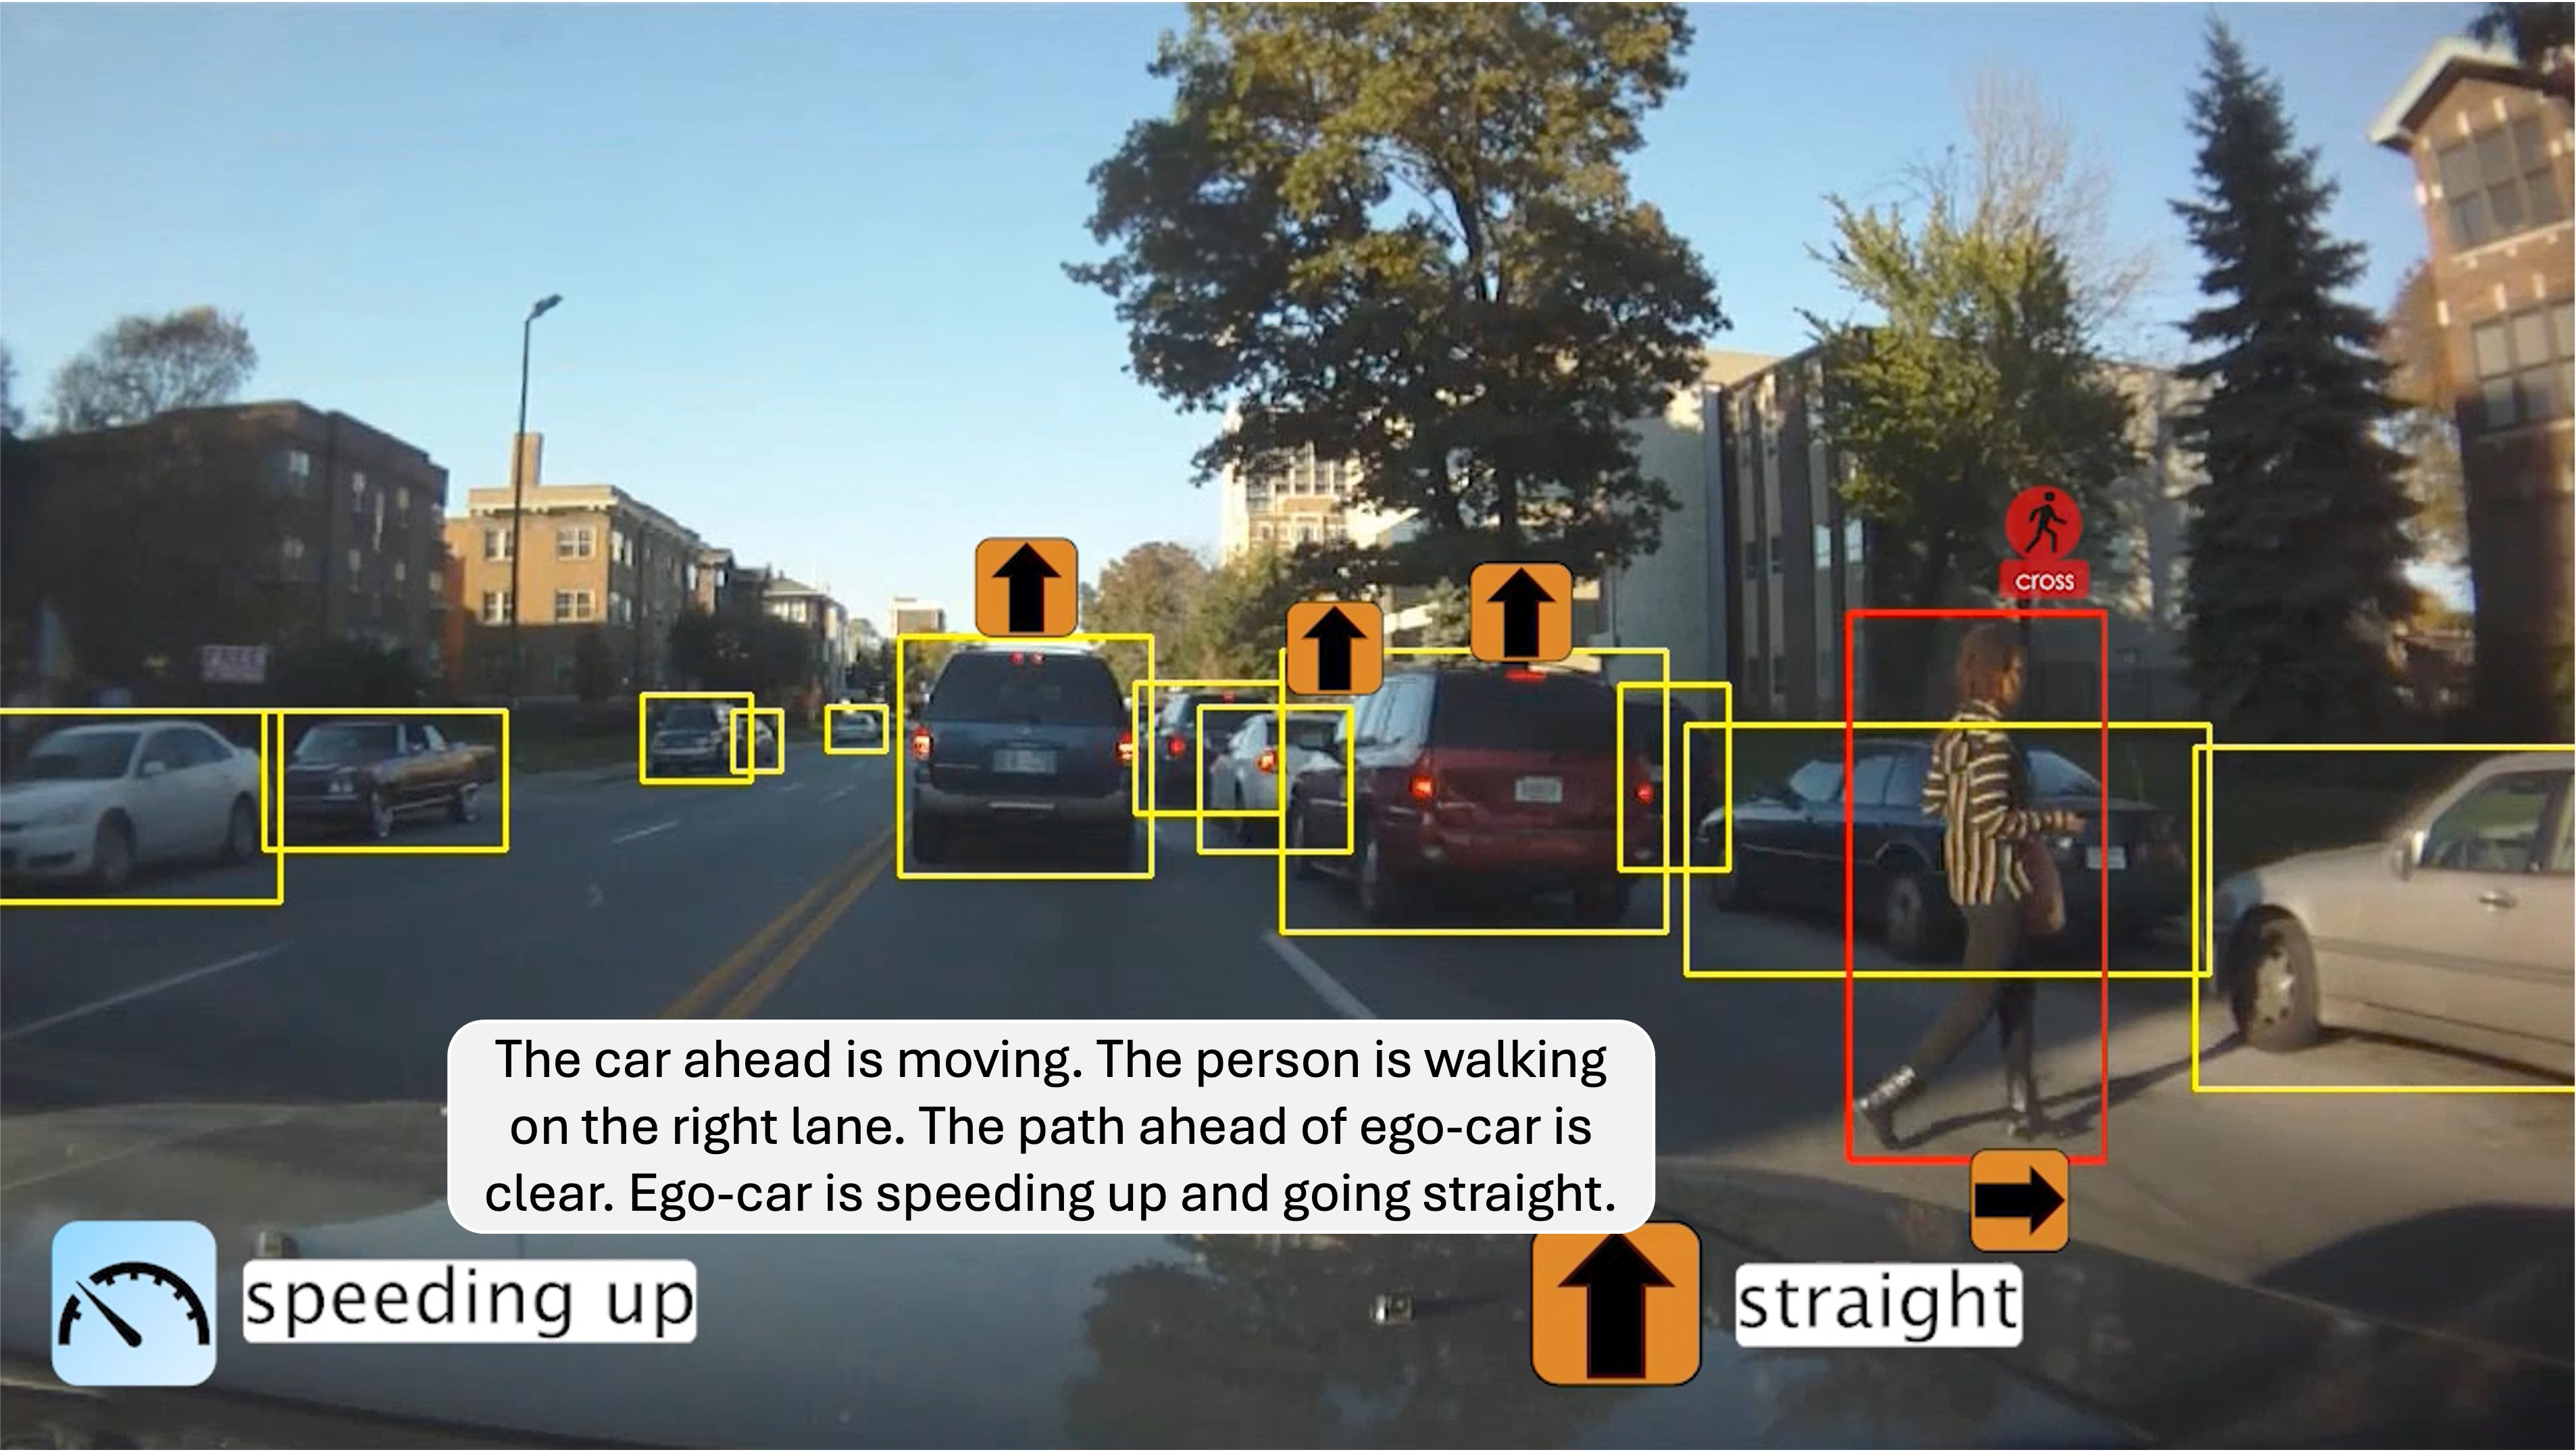 cross
The car ahead is moving. The person is walking
on the right lane. The path ahead of ego-car is
clear. Ego-car is speeding up and going straight.
speeding up
straight